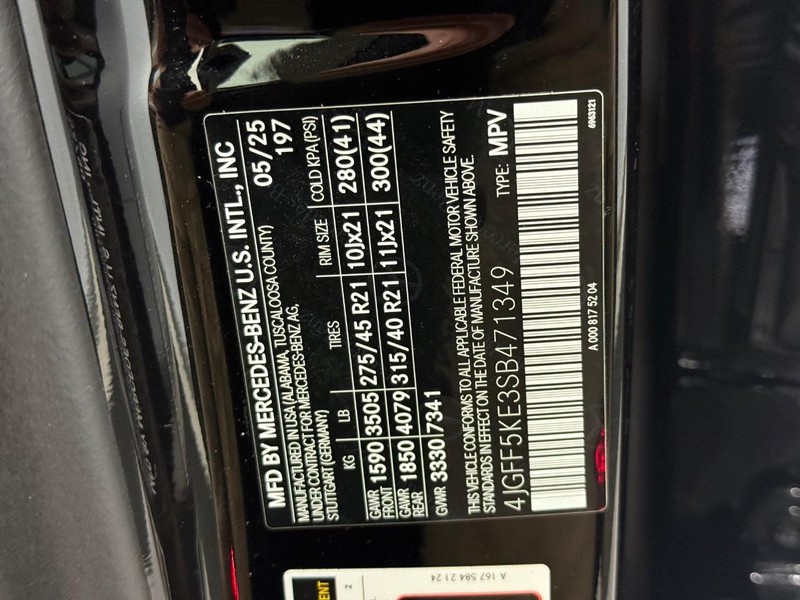 MFD BY MERCEDES-BENZ U.S. INTL., INC
MANUFACTURED IN USA (ALABAMA, TUSCALOOSA COUNTY) 05/25
UNDER CONTRACT FOR MERCEDES-BENZ AG, 197
STUTTGART (GERMANY)
KG LB TIRES RIM SIZE COLD KPA (PSI)
GAWR FRONT 1590 3505 275/45 R21 10Jx21 280(41)
GAWR REAR 1850 4079 315/40 R21 11Jx21 300(44)
GWR 3330 7341
THIS VEHICLE CONFORMS TO ALL APPLICABLE FEDERAL MOTOR VEHICLE SAFETY
STANDARDS IN EFFECT ON THE DATE OF MANUFACTURE SHOWN ABOVE.
4JGFF5KE3SB471349 TYPE: MPV
A 000 817 52 04 6963121
A 167 584 21 24